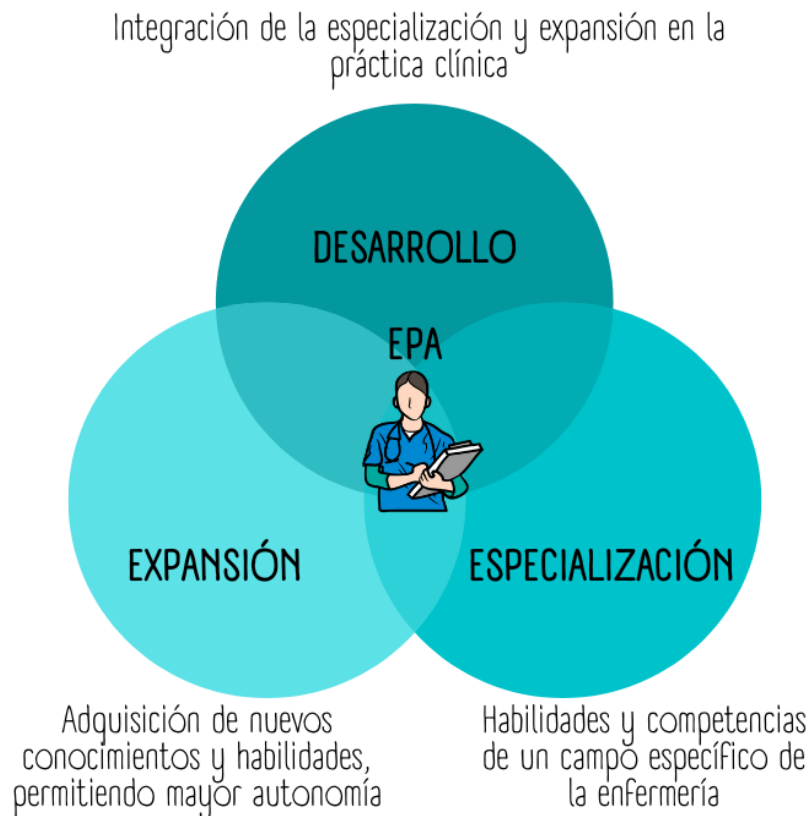 Integración de la especialización y expansión en la
práctica clínica
DESARROLLO
EPA
EXPANSIÓN
ESPECIALIZACIÓN
Adquisición de nuevos
conocimientos y habilidades,
permitiendo mayor autonomía
Habilidades y competencias
de un campo específico de
la enfermería